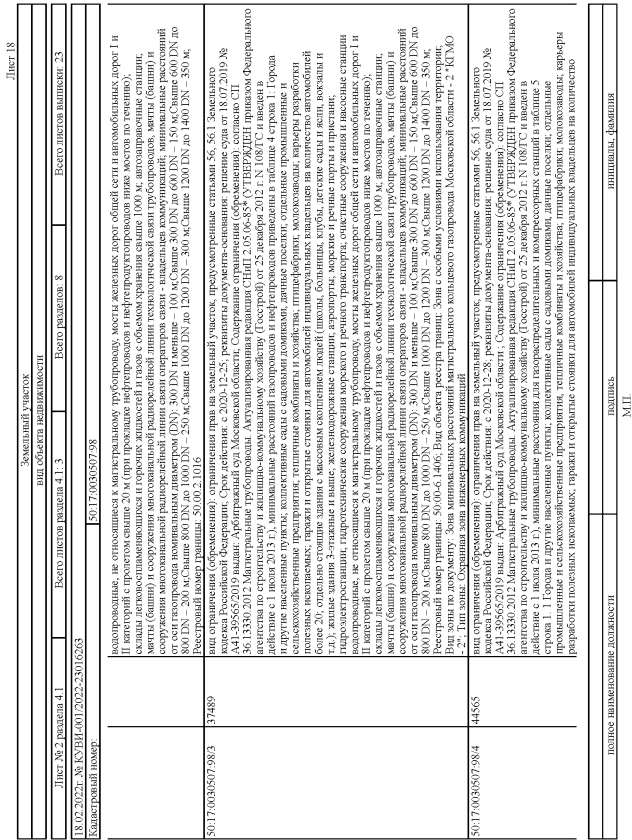 Лист 18
Земельный участок
вид объекта недвижимости
Лист № 2 раздела 4.1
Всего листов раздела 4.1: 3
Всего разделов: 8
Всего листов выписки: 23
18.02.2022г. № КУВИ-001/2022-23016263
Кадастровый номер:
50:17:0030507:98
водопроводные, не относящиеся к магистральному трубопроводу, мосты железных дорог общей сети и автомобильных дорог I и
II категорий с пролетом свыше 20 м (при прокладке нефтепроводов и нефтепродуктопроводов ниже мостов по течению);
склады легковоспламеняющихся и горючих жидкостей и газов с объемом хранения свыше 1000 м, автозаправочные станции;
мачты (башни) и сооружения многоканальной радиорелейной линии технологической связи трубопроводов, мачты (башни) и
сооружения многоканальной радиорелейной линии операторов связи - владельцев коммуникаций; минимальные расстояний
от оси газопровода номинальным диаметром (DN): 300 DN и меньше – 100 м;Свыше 300 DN до 600 DN - 150 м;Свыше 600 DN до
800 DN – 200 м;Свыше 800 DN до 1000 DN – 250 м;Свыше 1000 DN до 1200 DN – 300 м;Свыше 1200 DN до 1400 DN – 350 м;
Реестровый номер границы: 50.00.2.1016
50:17:0030507:98/3
37489
вид ограничения (обременения): ограничения прав на земельный участок, предусмотренные статьями 56, 56.1 Земельного
кодекса Российской Федерации; Срок действия: с 2020-12-25; реквизиты документа-основания: решение суда от 18.07.2019 №
А41-39565/2019 выдан: Арбитражный суд Московской области; Содержание ограничения (обременения): согласно СП
36.13330.2012 Магистральные трубопроводы. Актуализированная редакция СНиП 2.05.06-85* (УТВЕРЖДЕН приказом Федерального
агентства по строительству и жилищно-коммунальному хозяйству (Госстрой) от 25 декабря 2012 г. N 108/ГС и введен в
действие с 1 июля 2013 г.), минимальные расстояний газопроводов и нефтепроводов приведены в таблице 4 строка 1: Города
и другие населенные пункты; коллективные сады с садовыми домиками, дачные поселки; отдельные промышленные и
сельскохозяйственные предприятия; тепличные комбинаты и хозяйства; птицефабрики; молокозаводы; карьеры разработки
полезных ископаемых; гаражи и открытые стоянки для автомобилей индивидуальных владельцев на количество автомобилей
более 20; отдельно стоящие здания с массовым скоплением людей (школы, больницы, клубы, детские сады и ясли, вокзалы и
т.д.); жилые здания 3-этажные и выше; железнодорожные станции; аэропорты; морские и речные порты и пристани;
гидроэлектростанции; гидротехнические сооружения морского и речного транспорта; очистные сооружения и насосные станции
водопроводные, не относящиеся к магистральному трубопроводу, мосты железных дорог общей сети и автомобильных дорог I и
II категорий с пролетом свыше 20 м (при прокладке нефтепроводов и нефтепродуктопроводов ниже мостов по течению);
склады легковоспламеняющихся и горючих жидкостей и газов с объемом хранения свыше 1000 м, автозаправочные станции;
мачты (башни) и сооружения многоканальной радиорелейной линии технологической связи трубопроводов, мачты (башни) и
сооружения многоканальной радиорелейной линии операторов связи - владельцев коммуникаций; минимальные расстояний
от оси газопровода номинальным диаметром (DN): 300 DN и меньше – 100 м;Свыше 300 DN до 600 DN - 150 м;Свыше 600 DN до
800 DN – 200 м;Свыше 800 DN до 1000 DN – 250 м;Свыше 1000 DN до 1200 DN – 300 м;Свыше 1200 DN до 1400 DN – 350 м;
Реестровый номер границы: 50:00-6.1406; Вид объекта реестра границ: Зона с особыми условиями использования территории;
Вид зоны по документу: Зона минимальных расстояний магистрального кольцевого газопровода Московской области - 2 "КГМО
- 2"; Тип зоны: Охранная зона инженерных коммуникаций
50:17:0030507:98/4
44565
вид ограничения (обременения): ограничения прав на земельный участок, предусмотренные статьями 56, 56.1 Земельного
кодекса Российской Федерации; Срок действия: с 2020-12-28; реквизиты документа-основания: решение суда от 18.07.2019 №
А41-39565/2019 выдан: Арбитражный суд Московской области; Содержание ограничения (обременения): согласно СП
36.13330.2012 Магистральные трубопроводы. Актуализированная редакция СНиП 2.05.06-85* (УТВЕРЖДЕН приказом Федерального
агентства по строительству и жилищно-коммунальному хозяйству (Госстрой) от 25 декабря 2012 г. N 108/ГС и введен в
действие с 1 июля 2013 г.), минимальные расстояния для газораспределительных и компрессорных станций в таблице 5
строка 1. 1 Города и другие населенные пункты; коллективные сады с садовыми домиками, дачные поселки; отдельные
промышленные и сельскохозяйственные предприятия, тепличные комбинаты и хозяйства, птицефабрики, молокозаводы; карьеры
разработки полезных ископаемых; гаражи и открытые стоянки для автомобилей индивидуальных владельцев на количество
полное наименование должности
подпись
инициалы, фамилия
М.П.